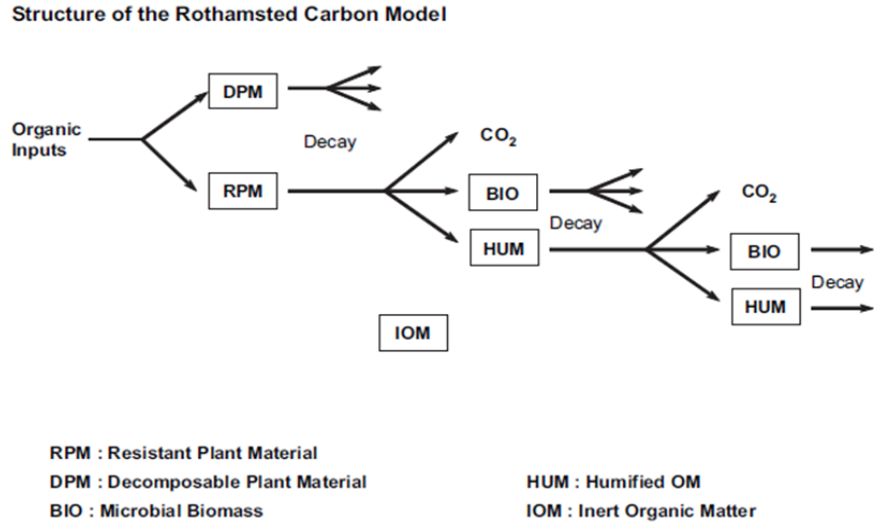 Structure of the Rothamsted Carbon Model
DPM
Organic
Inputs
Decay
CO₂
RPM
BIO
CO₂
Decay
HUM
BIO
Decay
HUM
IOM
RPM : Resistant Plant Material
DPM : Decomposable Plant Material
HUM : Humified OM
BIO : Microbial Biomass
IOM : Inert Organic Matter